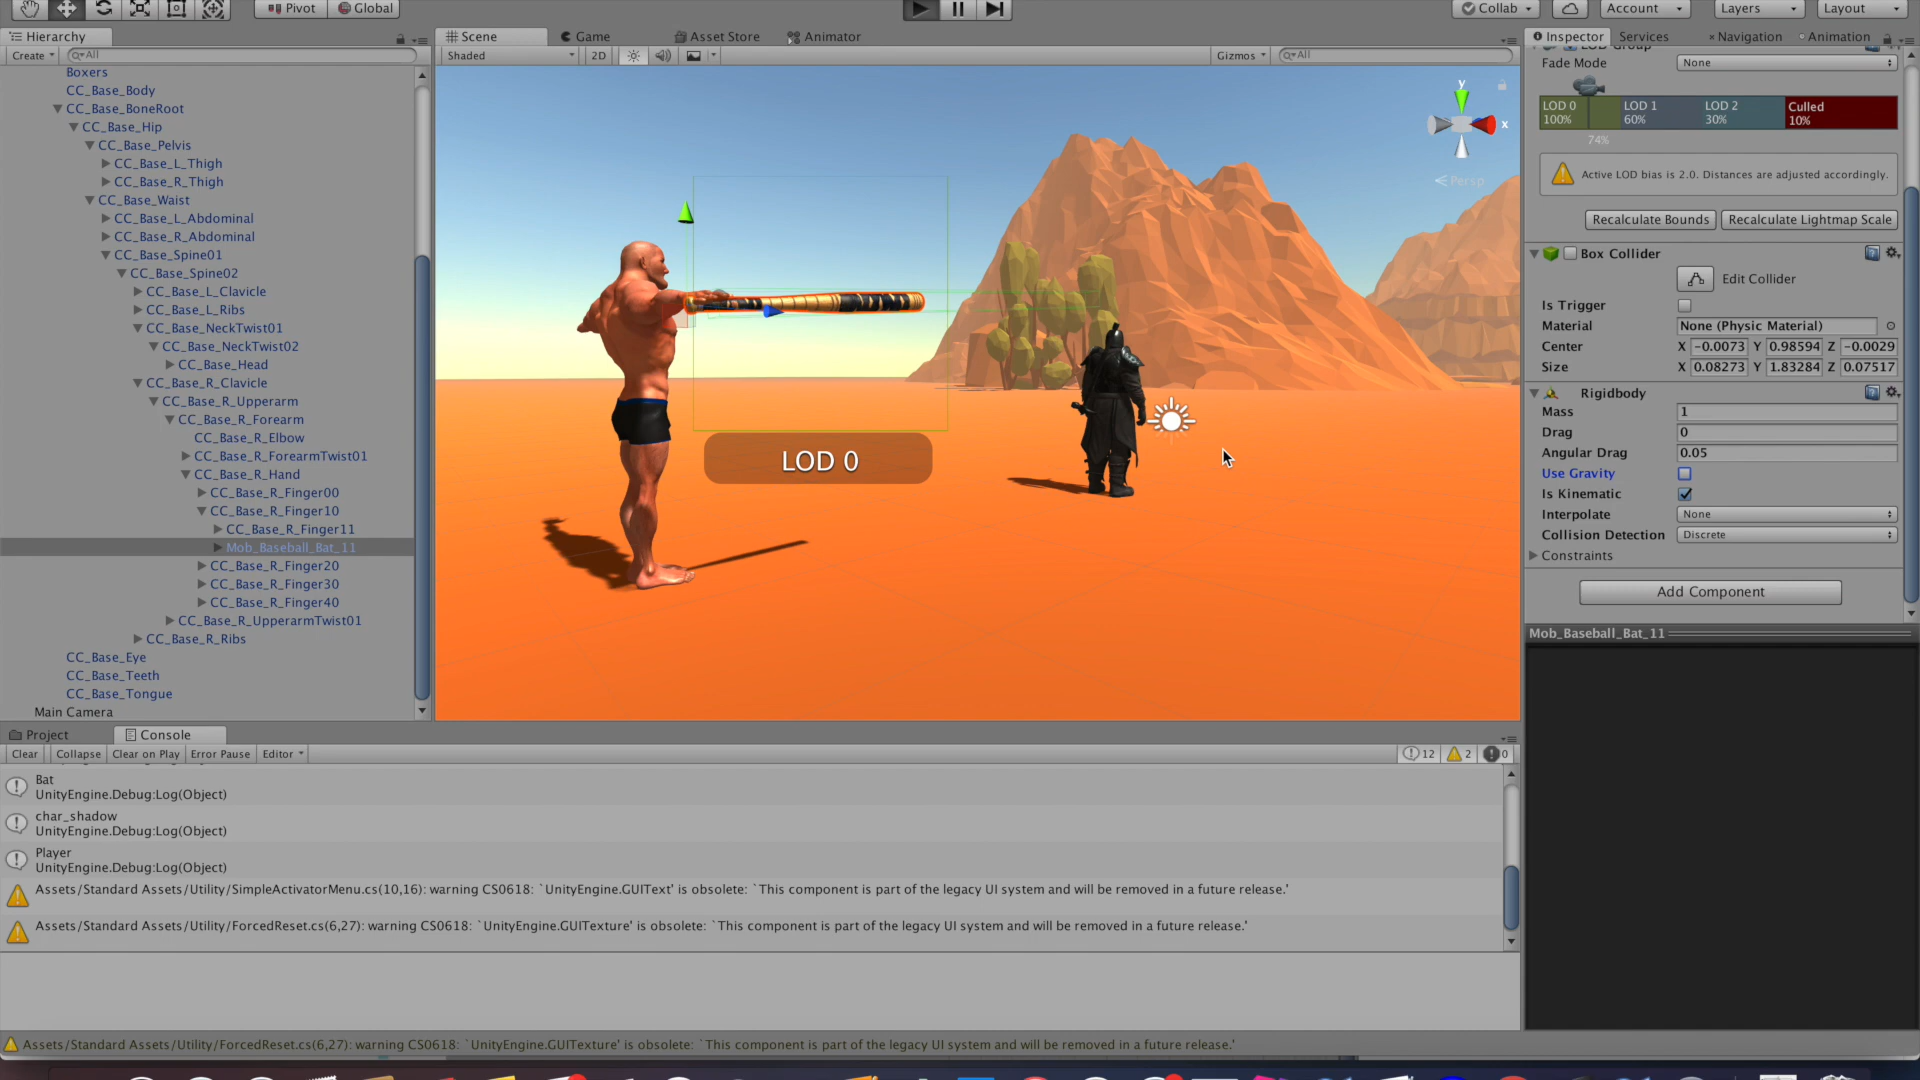 Pivot
Global
Collab
Account
Layers
Layout
Hierarchy
Create
All
Boxers
CC_Base_Body
CC_Base_BoneRoot
CC_Base_Hip
CC_Base_Pelvis
CC_Base_L_Thigh
CC_Base_R_Thigh
CC_Base_Waist
CC_Base_L_Abdominal
CC_Base_R_Abdominal
CC_Base_Spine01
CC_Base_Spine02
CC_Base_L_Clavicle
CC_Base_L_Ribs
CC_Base_NeckTwist01
CC_Base_NeckTwist02
CC_Base_Head
CC_Base_R_Clavicle
CC_Base_R_Upperarm
CC_Base_R_Forearm
CC_Base_R_Elbow
CC_Base_R_ForearmTwist01
CC_Base_R_Hand
CC_Base_R_Finger00
CC_Base_R_Finger10
CC_Base_R_Finger11
Mob_Baseball_Bat_11
CC_Base_R_Finger20
CC_Base_R_Finger30
CC_Base_R_Finger40
CC_Base_R_UpperarmTwist01
CC_Base_R_Ribs
CC_Base_Eye
CC_Base_Teeth
CC_Base_Tongue
Main Camera
Scene
Game
Asset Store
Animator
Shaded
2D
Gizmos
All
y
x
Persp
LOD 0
Inspector
Services
Navigation
Animation
LOD Group
Fade Mode None
LOD 0
100%
LOD 1
60%
LOD 2
30%
Culled
10%
74%
Active LOD bias is 2.0. Distances are adjusted accordingly.
Recalculate Bounds
Recalculate Lightmap Scale
Box Collider
Edit Collider
Is Trigger
Material None (Physic Material)
Center X -0.0073 Y 0.98594 Z -0.0029
Size X 0.08273 Y 1.83284 Z 0.07517
Rigidbody
Mass 1
Drag 0
Angular Drag 0.05
Use Gravity
Is Kinematic
Interpolate None
Collision Detection Discrete
Constraints
Add Component
Mob_Baseball_Bat_11
Project
Console
Clear
Collapse
Clear on Play
Error Pause
Editor
12
2
0
Bat
UnityEngine.Debug:Log(Object)
char_shadow
UnityEngine.Debug:Log(Object)
Player
UnityEngine.Debug:Log(Object)
Assets/Standard Assets/Utility/SimpleActivatorMenu.cs(10,16): warning CS0618: `UnityEngine.GUIText' is obsolete: `This component is part of the legacy UI system and will be removed in a future release.'
Assets/Standard Assets/Utility/ForcedReset.cs(6,27): warning CS0618: `UnityEngine.GUITexture' is obsolete: `This component is part of the legacy UI system and will be removed in a future release.'
Assets/Standard Assets/Utility/ForcedReset.cs(6,27): warning CS0618: `UnityEngine.GUITexture' is obsolete: `This component is part of the legacy UI system and will be removed in a future release.'